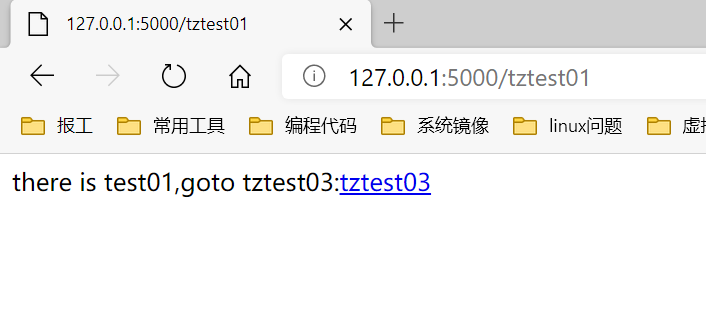 127.0.0.1:5000/tztest01
127.0.0.1:5000/tztest01
报工 常用工具 编程代码 系统镜像 linux问题
there is test01,goto tztest03:tztest03